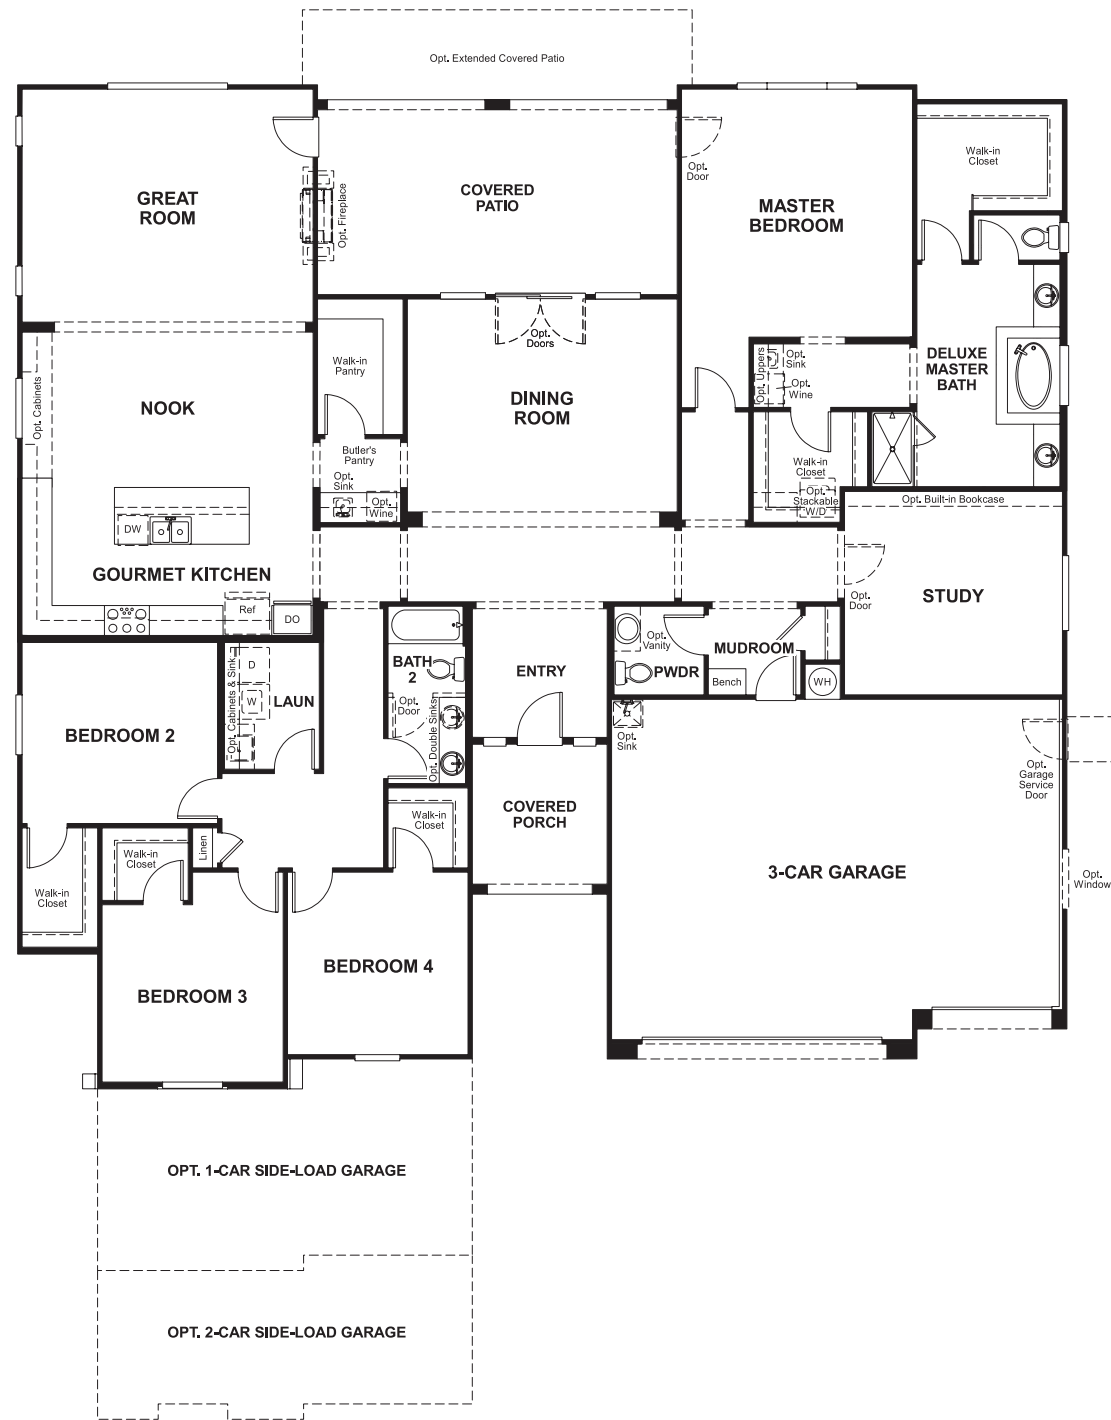 Opt. Extended Covered Patio
GREAT
ROOM
Opt. Fireplace
COVERED
PATIO
Opt.
Door
MASTER
BEDROOM
Walk-in
Closet
Opt.
Doors
Opt. Cabinets
NOOK
Walk-in
Pantry
DINING
ROOM
Opt. Uppers
Opt.
Sink
Opt.
Wine
DELUXE
MASTER
BATH
Butler's
Pantry
Opt.
Sink
Opt.
Wine
Walk-in
Closet
Opt.
Stackable
W/D
Opt. Built-in Bookcase
DW
GOURMET KITCHEN
Ref
DO
Opt.
Door
STUDY
Opt. Cabinets & Sink
D
W
LAUN
BATH
2
Opt.
Door
Opt. Double Sinks
ENTRY
Opt.
Vanity
PWDR
MUDROOM
Bench
WH
BEDROOM 2
Opt.
Sink
Opt.
Garage
Service
Door
Walk-in
Closet
COVERED
PORCH
Linen
Walk-in
Closet
Walk-in
Closet
3-CAR GARAGE
Opt.
Window
BEDROOM 4
BEDROOM 3
OPT. 1-CAR SIDE-LOAD GARAGE
OPT. 2-CAR SIDE-LOAD GARAGE